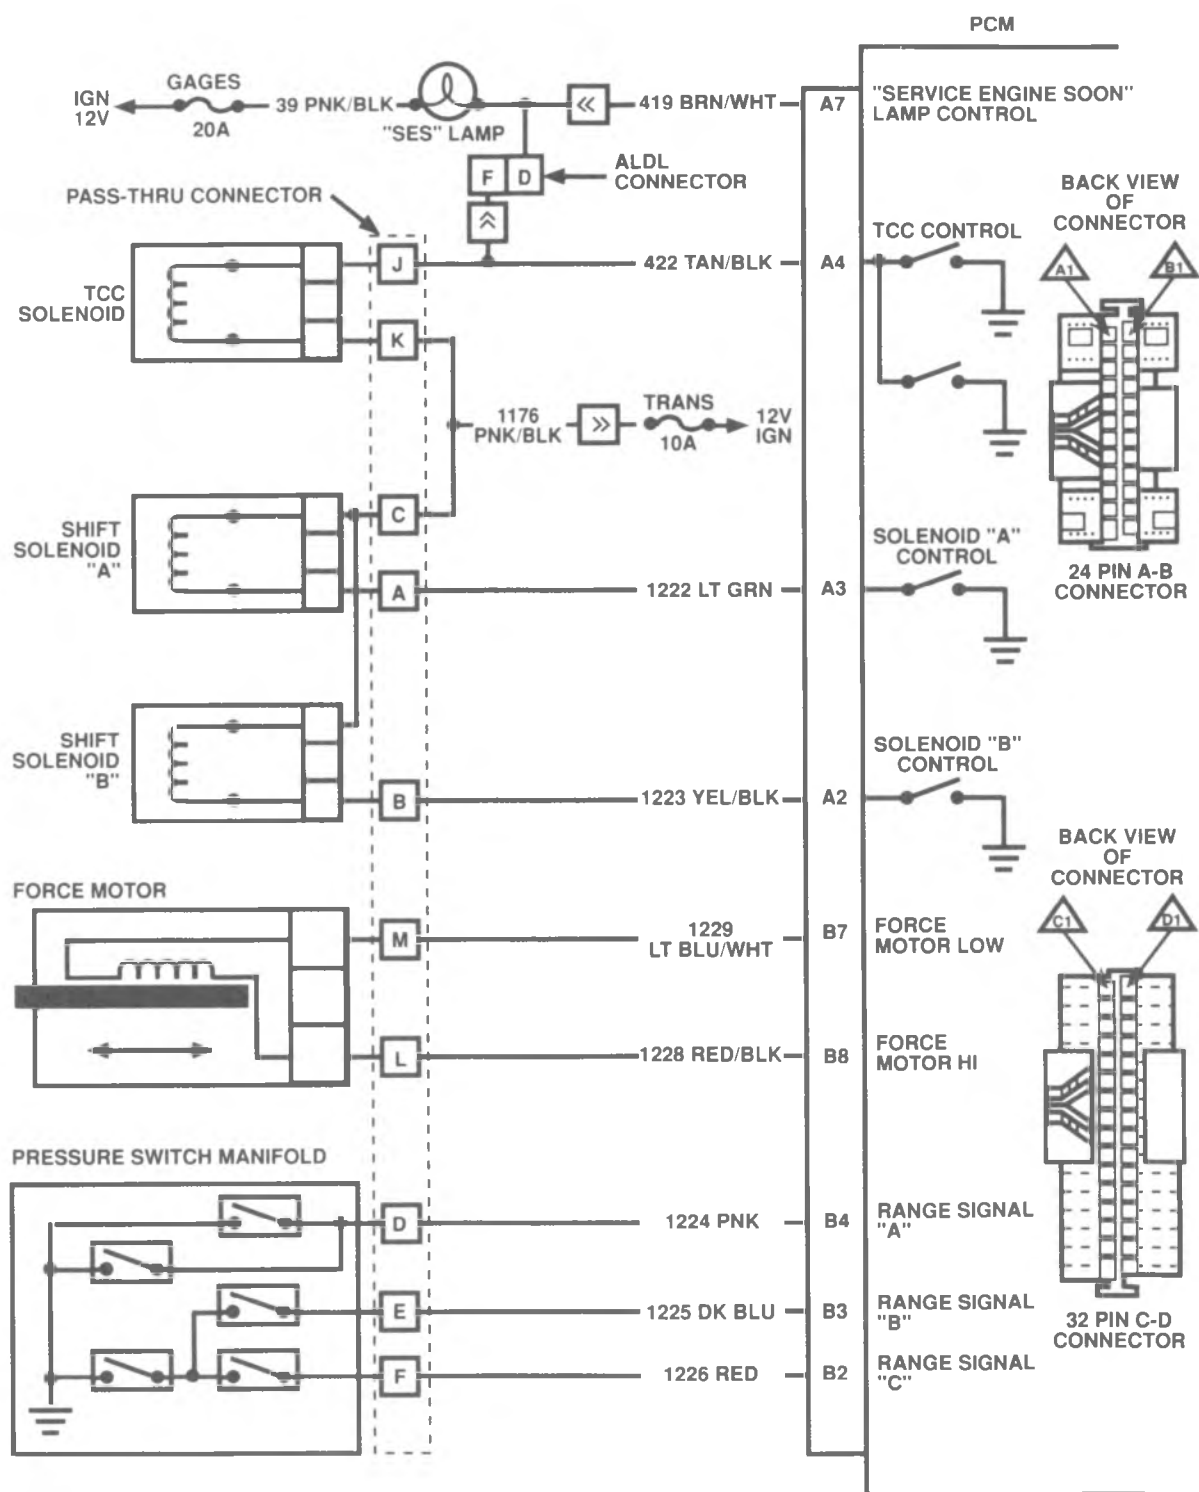 PCM
GAGES
IGN
12V
39 PNK/BLK
20A
"SES" LAMP
«
419 BRN/WHT
A7
"SERVICE ENGINE SOON"
LAMP CONTROL
F D
ALDL
CONNECTOR
PASS-THRU CONNECTOR
TCC
SOLENOID
J
422 TAN/BLK
A4
TCC CONTROL
K
1176
PNK/BLK
»
TRANS
10A
12V
IGN
BACK VIEW
OF
CONNECTOR
A1
B1
24 PIN A-B
CONNECTOR
SHIFT
SOLENOID
"A"
C
A
1222 LT GRN
A3
SOLENOID "A"
CONTROL
SHIFT
SOLENOID
"B"
B
1223 YEL/BLK
A2
SOLENOID "B"
CONTROL
FORCE MOTOR
M
1229
LT BLU/WHT
B7
FORCE
MOTOR LOW
L
1228 RED/BLK
B8
FORCE
MOTOR HI
BACK VIEW
OF
CONNECTOR
C1
D1
32 PIN C-D
CONNECTOR
PRESSURE SWITCH MANIFOLD
D
1224 PNK
B4
RANGE SIGNAL
"A"
E
1225 DK BLU
B3
RANGE SIGNAL
"B"
F
1226 RED
B2
RANGE SIGNAL
"C"